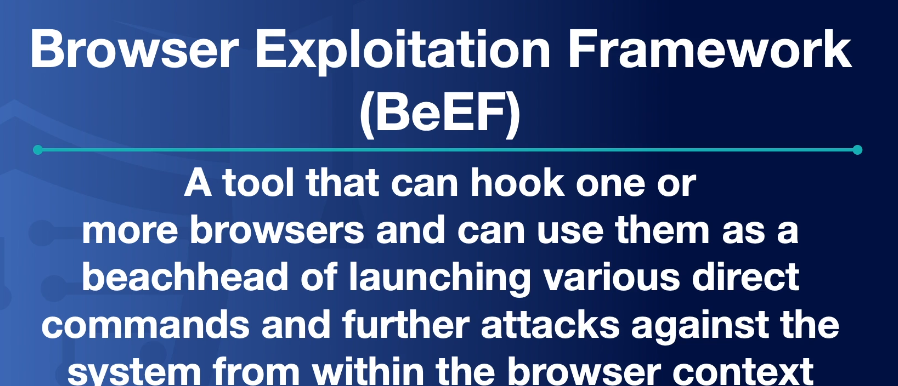 Browser Exploitation Framework
(BeEF)
A tool that can hook one or
more browsers and can use them as a
beachhead of launching various direct
commands and further attacks against the
system from within the browser context